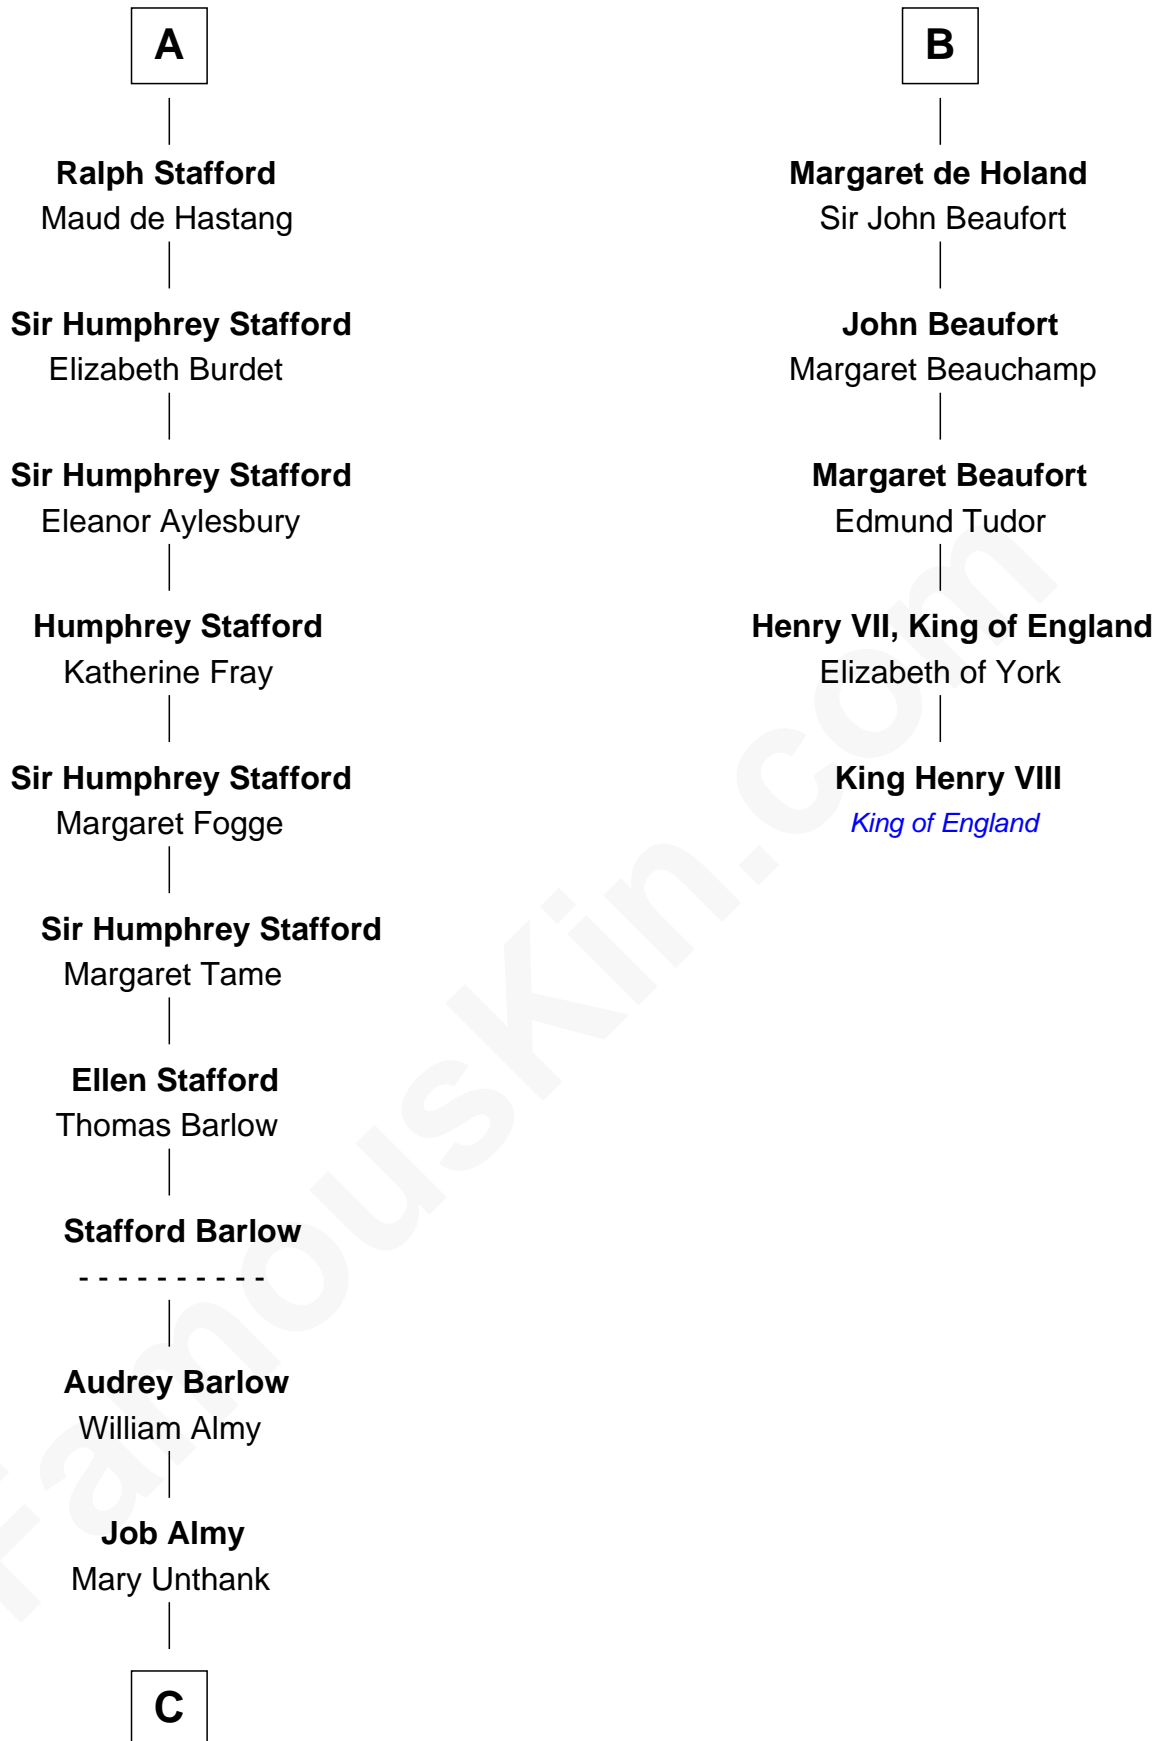 A
Ralph Stafford
Maud de Hastang
Sir Humphrey Stafford
Elizabeth Burdet
Sir Humphrey Stafford
Eleanor Aylesbury
Humphrey Stafford
Katherine Fray
Sir Humphrey Stafford
Margaret Fogge
Sir Humphrey Stafford
Margaret Tame
Ellen Stafford
Thomas Barlow
Stafford Barlow
- - - - - - - - - -
Audrey Barlow
William Almy
Job Almy
Mary Unthank
C
B
Margaret de Holand
Sir John Beaufort
John Beaufort
Margaret Beauchamp
Margaret Beaufort
Edmund Tudor
Henry VII, King of England
Elizabeth of York
King Henry VIII
King of England
FamousKin.com